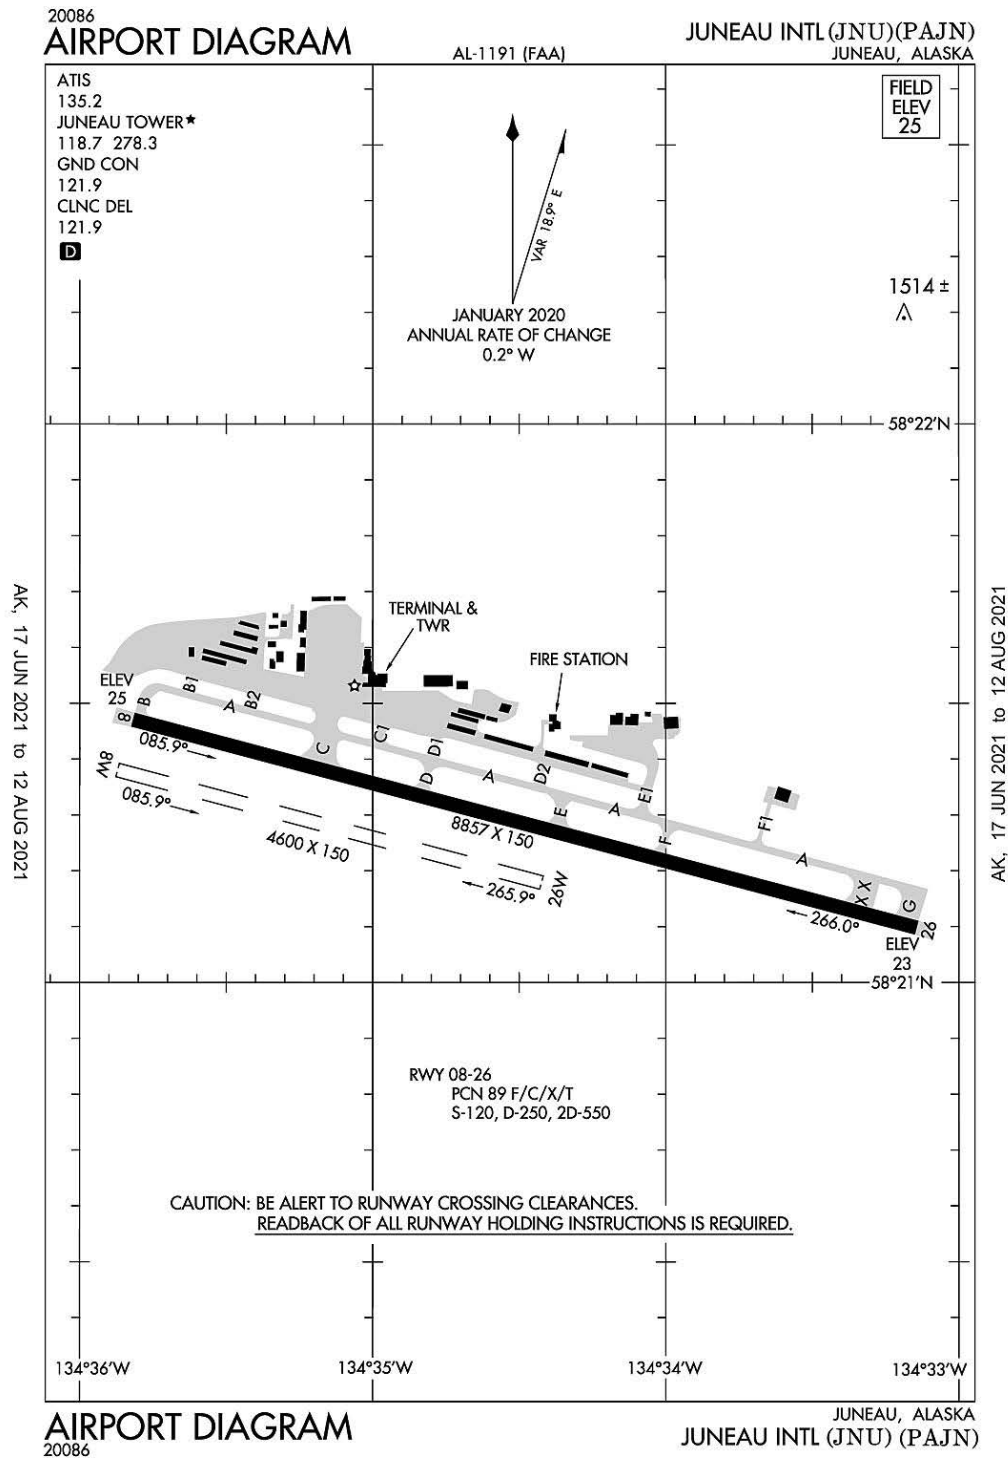 20086
AIRPORT DIAGRAM
AL-1191 (FAA)
JUNEAU INTL (JNU)(PAJN)
JUNEAU, ALASKA
ATIS
135.2
JUNEAU TOWER★
118.7 278.3
GND CON
121.9
CLNC DEL
121.9
D
FIELD
ELEV
25
VAR 18.9° E
JANUARY 2020
ANNUAL RATE OF CHANGE
0.2° W
1514 ±
58°22'N
AK, 17 JUN 2021 to 12 AUG 2021
AK, 17 JUN 2021 to 12 AUG 2021
TERMINAL &
TWR
FIRE STATION
ELEV
25
8
B
B1
A
B2
C
C1
D
D1
A
D2
E
A
E1
F
F1
A
X X
X
G
26
085.9°
8W
085.9°
4600 X 150
8857 X 150
265.9°
26W
266.0°
ELEV
23
58°21'N
RWY 08-26
PCN 89 F/C/X/T
S-120, D-250, 2D-550
CAUTION: BE ALERT TO RUNWAY CROSSING CLEARANCES.
READBACK OF ALL RUNWAY HOLDING INSTRUCTIONS IS REQUIRED.
134°36'W
134°35'W
134°34'W
134°33'W
AIRPORT DIAGRAM
20086
JUNEAU, ALASKA
JUNEAU INTL (JNU) (PAJN)